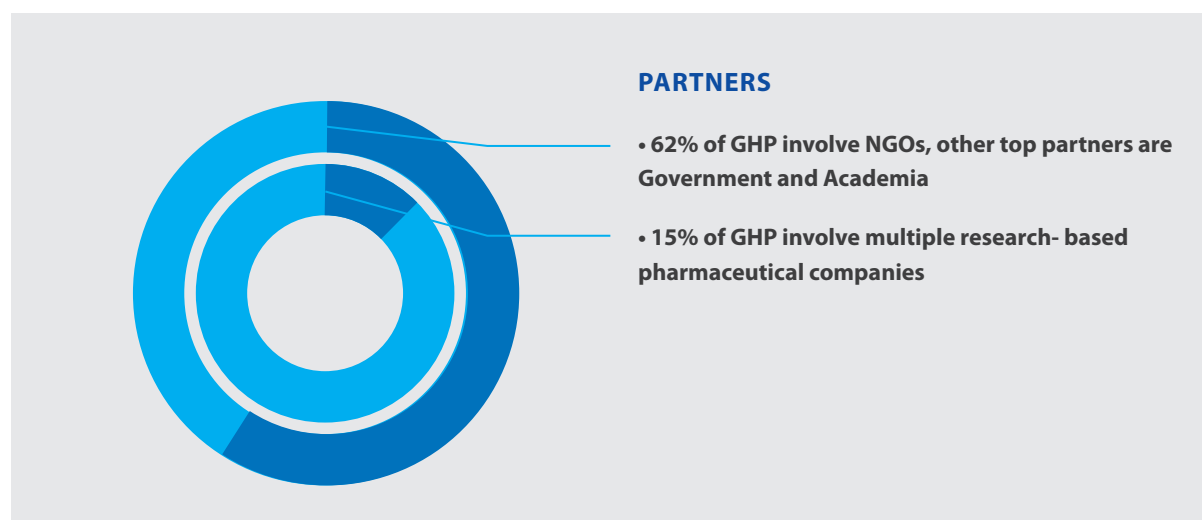 PARTNERS
• 62% of GHP involve NGOs, other top partners are
Government and Academia
• 15% of GHP involve multiple research- based
pharmaceutical companies